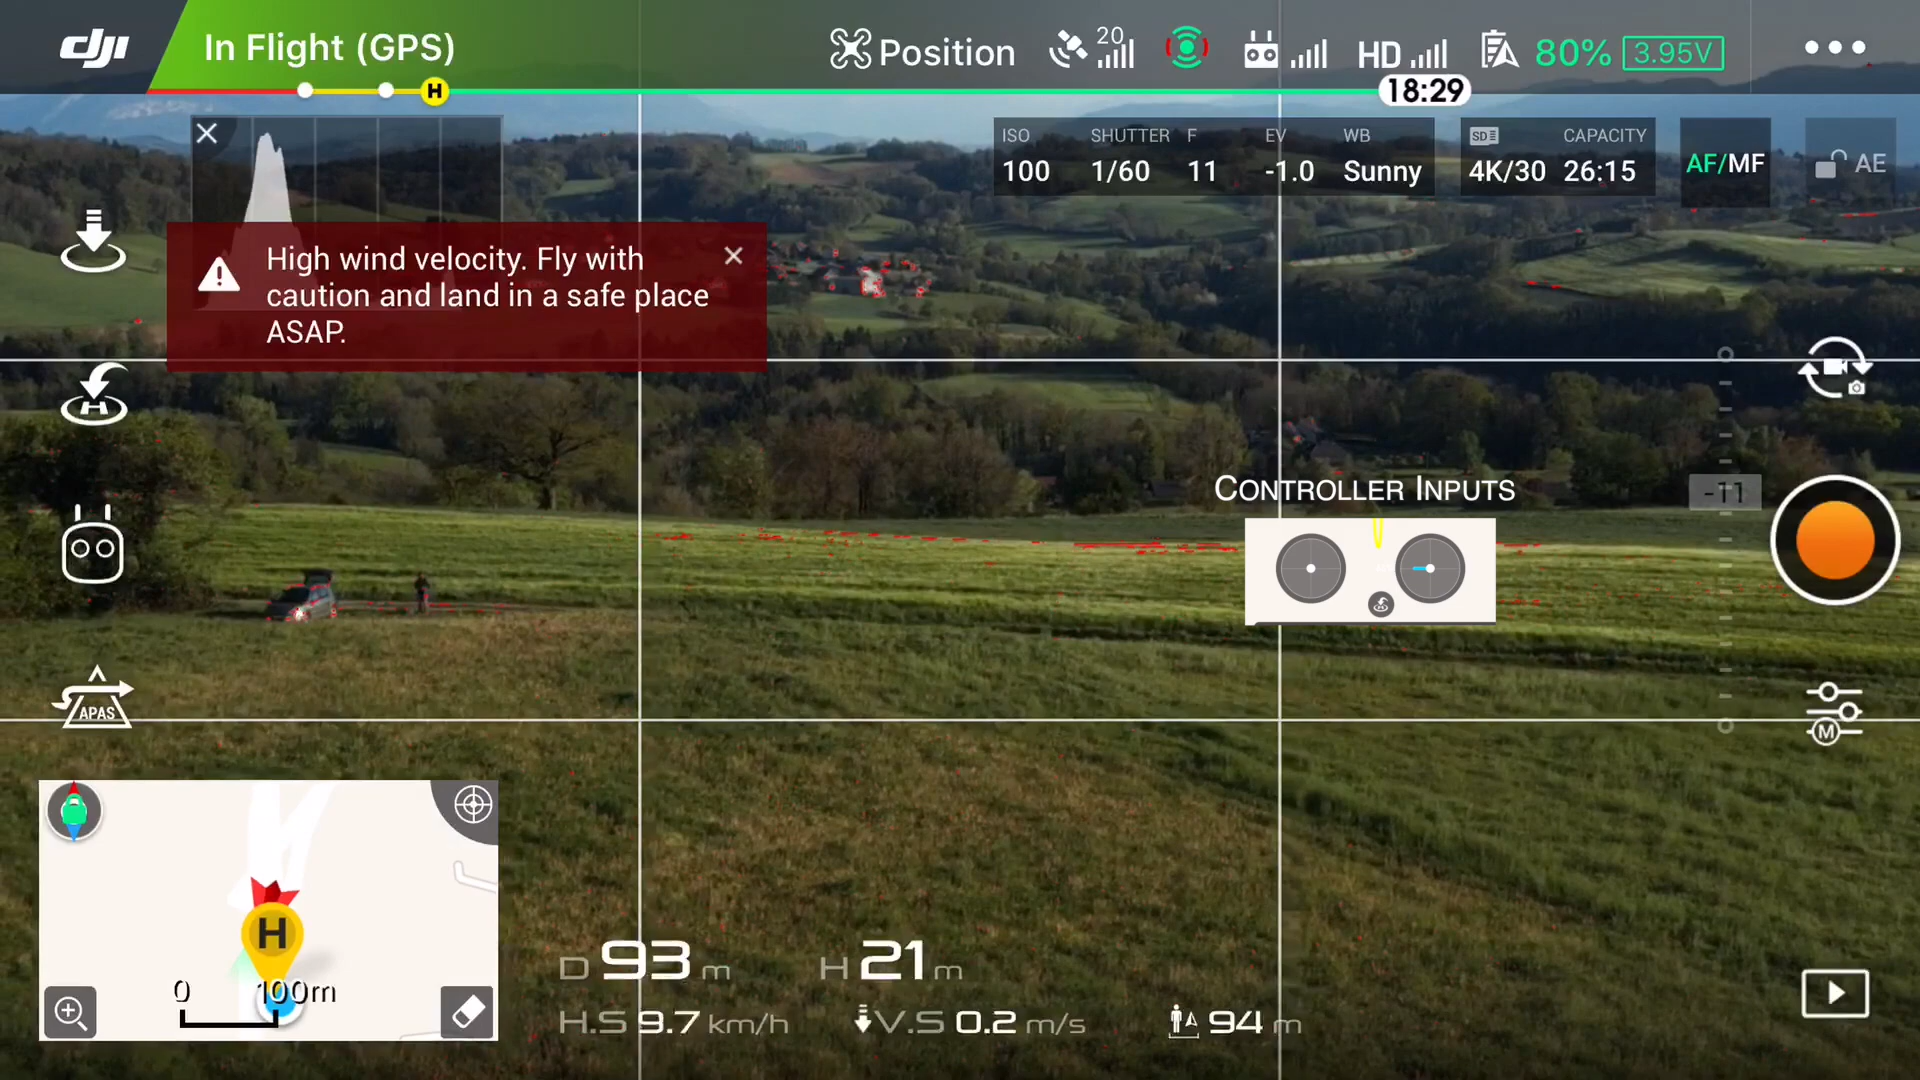 dji In Flight (GPS) Position 20 HD 80% 3.95V
H 18:29
ISO SHUTTER F EV WB SD CAPACITY
100 1/60 11 -1.0 Sunny 4K/30 26:15 AF/MF AE
High wind velocity. Fly with
caution and land in a safe place
ASAP.
H
CONTROLLER INPUTS
-11
APAS
M
H
0 100m
D 93 m H 21 m
H.S 9.7 km/h V.S 0.2 m/s 94 m